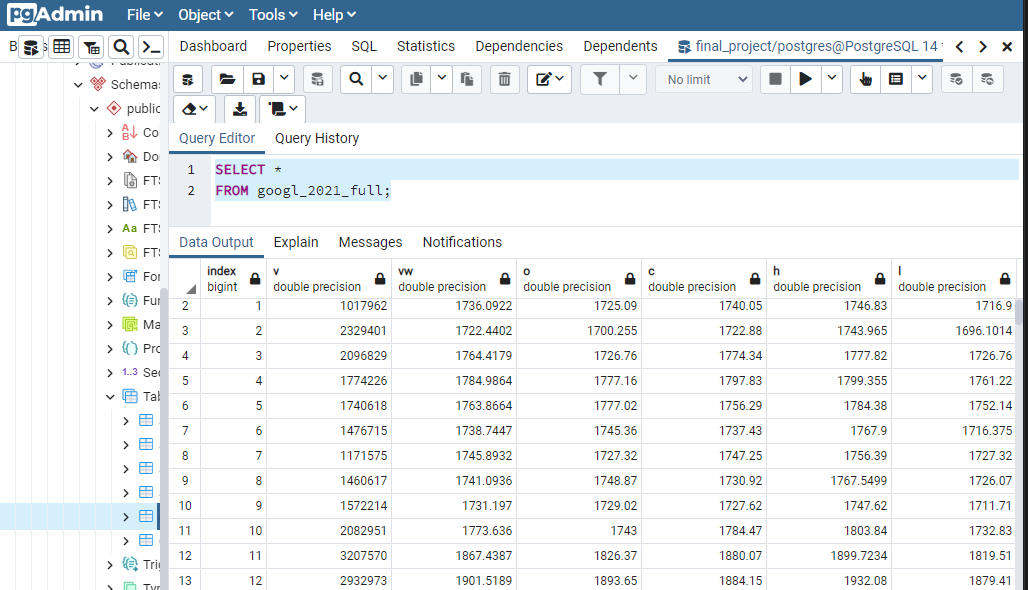 pgAdmin File Object Tools Help
B
Dashboard Properties SQL Statistics Dependencies Dependents final_project/postgres@PostgreSQL 14
Schemas
public
No limit
Co
Do
FTS
FTS
Aa FTS
FTS
For
Fur
Ma
Pro
1..3 Sec
Tab
Trig
Typ
Query Editor Query History
1 SELECT *
2 FROM googl_2021_full;
Data Output Explain Messages Notifications
index v vw o c h l
bigint double precision double precision double precision double precision double precision double precision
2 1 1017962 1736.0922 1725.09 1740.05 1746.83 1716.9
3 2 2329401 1722.4402 1700.255 1722.88 1743.965 1696.1014
4 3 2096829 1764.4179 1726.76 1774.34 1777.82 1726.76
5 4 1774226 1784.9864 1777.16 1797.83 1799.355 1761.22
6 5 1740618 1763.8664 1777.02 1756.29 1784.38 1752.14
7 6 1476715 1738.7447 1745.36 1737.43 1767.9 1716.375
8 7 1171575 1745.8932 1727.32 1747.25 1756.39 1727.32
9 8 1460617 1741.0936 1748.87 1730.92 1767.5499 1726.07
10 9 1572214 1731.197 1729.02 1727.62 1747.62 1711.71
11 10 2082951 1773.636 1743 1784.47 1803.84 1732.83
12 11 3207570 1867.4387 1826.37 1880.07 1899.7234 1819.51
13 12 2932973 1901.5189 1893.65 1884.15 1932.08 1879.41